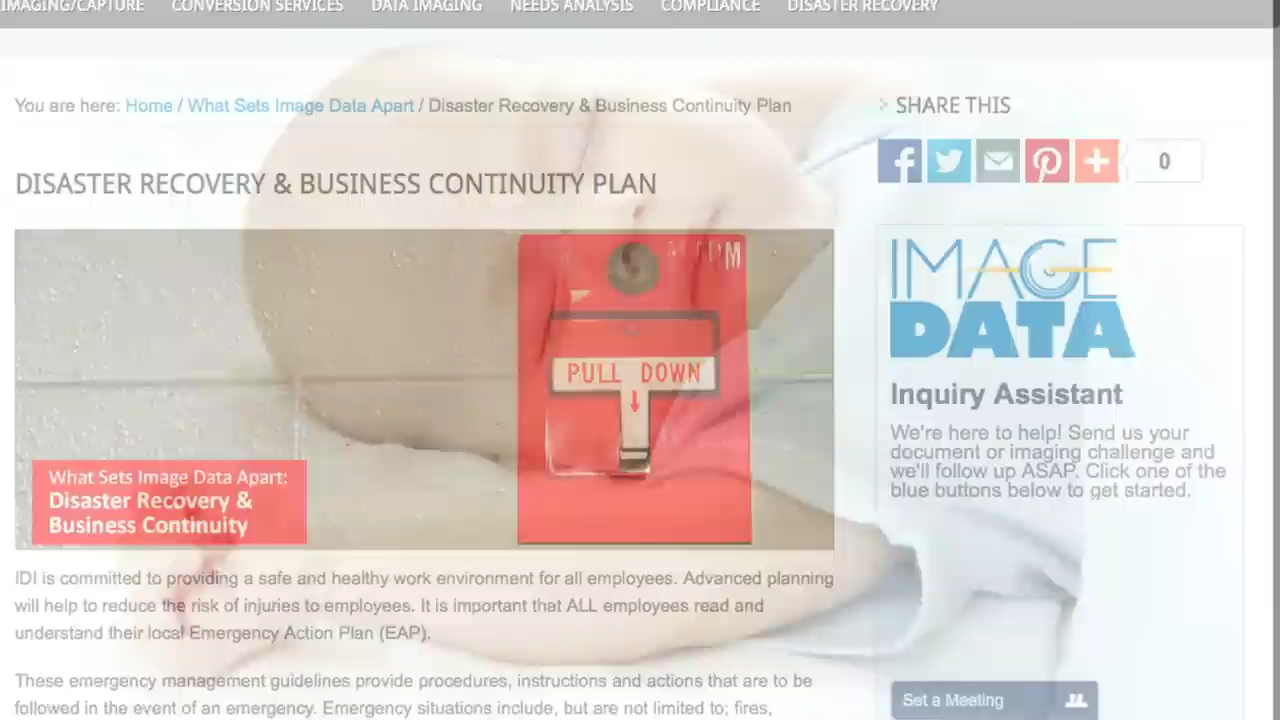 IMAGING/CAPTURE CONVERSION SERVICES DATA IMAGING NEEDS ANALYSIS COMPLIANCE DISASTER RECOVERY
You are here: Home / What Sets Image Data Apart / Disaster Recovery & Business Continuity Plan
SHARE THIS
0
DISASTER RECOVERY & BUSINESS CONTINUITY PLAN
PULL DOWN
What Sets Image Data Apart:
Disaster Recovery &
Business Continuity
IDI is committed to providing a safe and healthy work environment for all employees. Advanced planning
will help to reduce the risk of injuries to employees. It is important that ALL employees read and
understand their local Emergency Action Plan (EAP).
These emergency management guidelines provide procedures, instructions and actions that are to be
followed in the event of an emergency. Emergency situations include, but are not limited to; fires,
IMAGE
DATA
Inquiry Assistant
We're here to help! Send us your
document or imaging challenge and
we'll follow up ASAP. Click one of the
blue buttons below to get started.
Set a Meeting